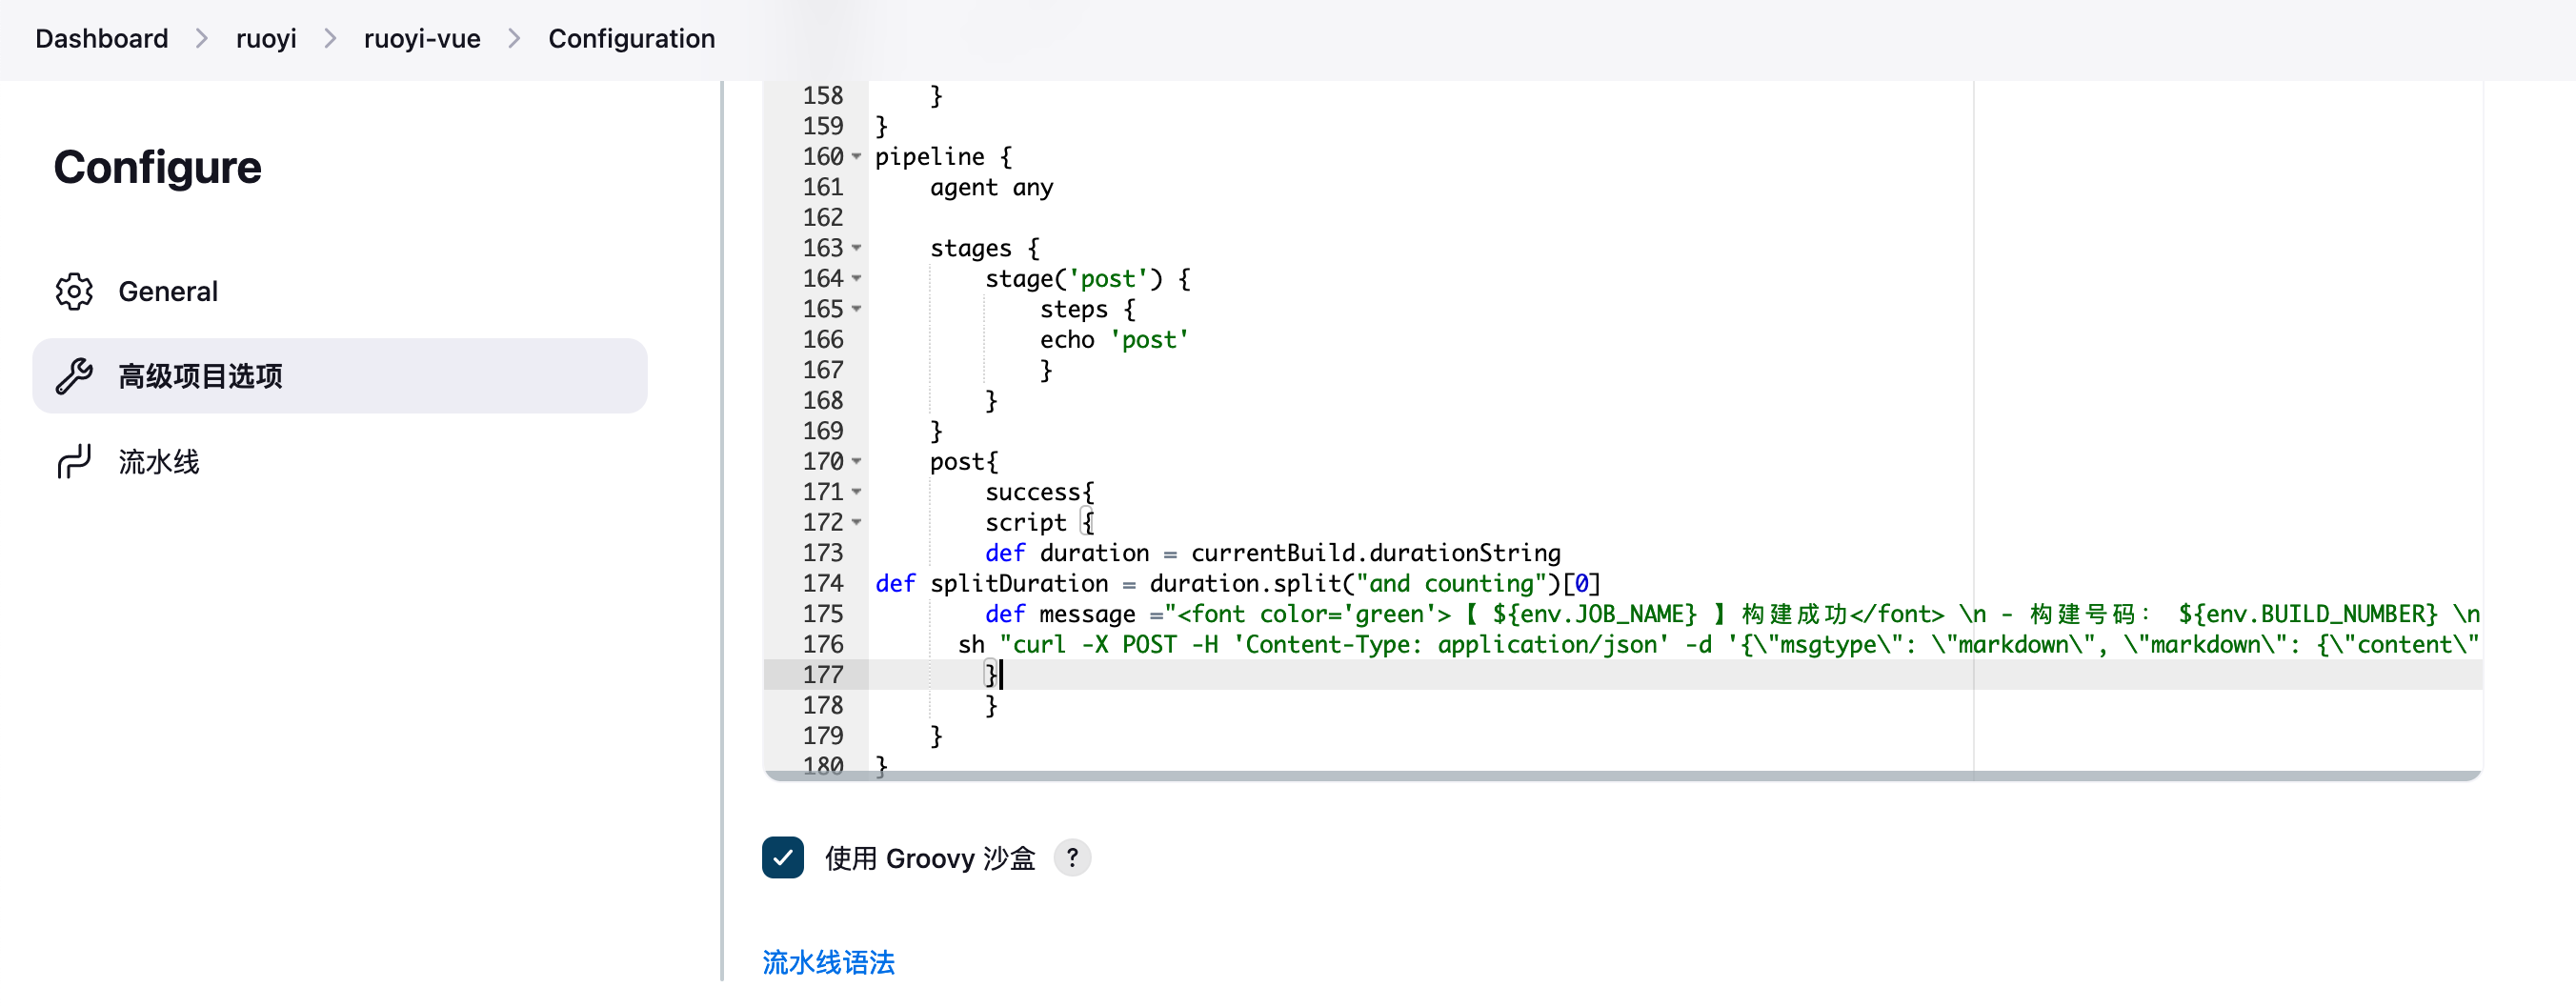 Dashboard > ruoyi > ruoyi-vue > Configuration
Configure
General
高级项目选项
流水线
158     }
159 }
160 pipeline {
161     agent any
162
163     stages {
164         stage('post') {
165             steps {
166             echo 'post'
167             }
168         }
169     }
170     post{
171         success{
172         script {
173         def duration = currentBuild.durationString
174 def splitDuration = duration.split("and counting")[0]
175         def message ="<font color='green'>【 ${env.JOB_NAME} 】构建成功</font> \n - 构建号码： ${env.BUILD_NUMBER} \n
176       sh "curl -X POST -H 'Content-Type: application/json' -d '{\"msgtype\": \"markdown\", \"markdown\": {\"content\"
177         }
178         }
179     }
180 }
使用 Groovy 沙盒 ?
流水线语法